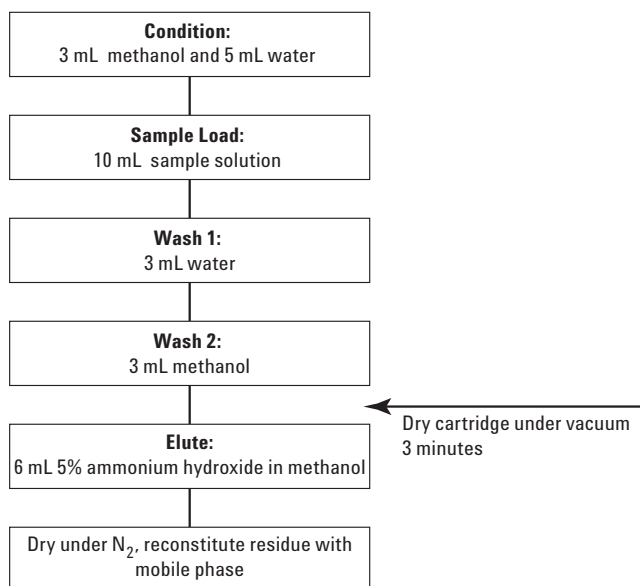 Condition:
3 mL methanol and 5 mL water
Sample Load:
10 mL sample solution
Wash 1:
3 mL water
Wash 2:
3 mL methanol
Dry cartridge under vacuum
3 minutes
Elute:
6 mL 5% ammonium hydroxide in methanol
Dry under N₂, reconstitute residue with
mobile phase